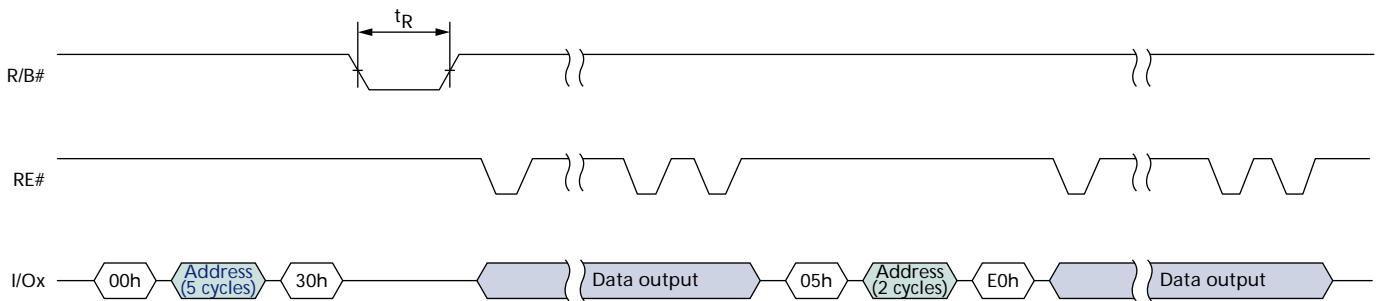 tR
R/B#
RE#
I/Ox
00h
Address
(5 cycles)
30h
Data output
05h
Address
(2 cycles)
E0h
Data output